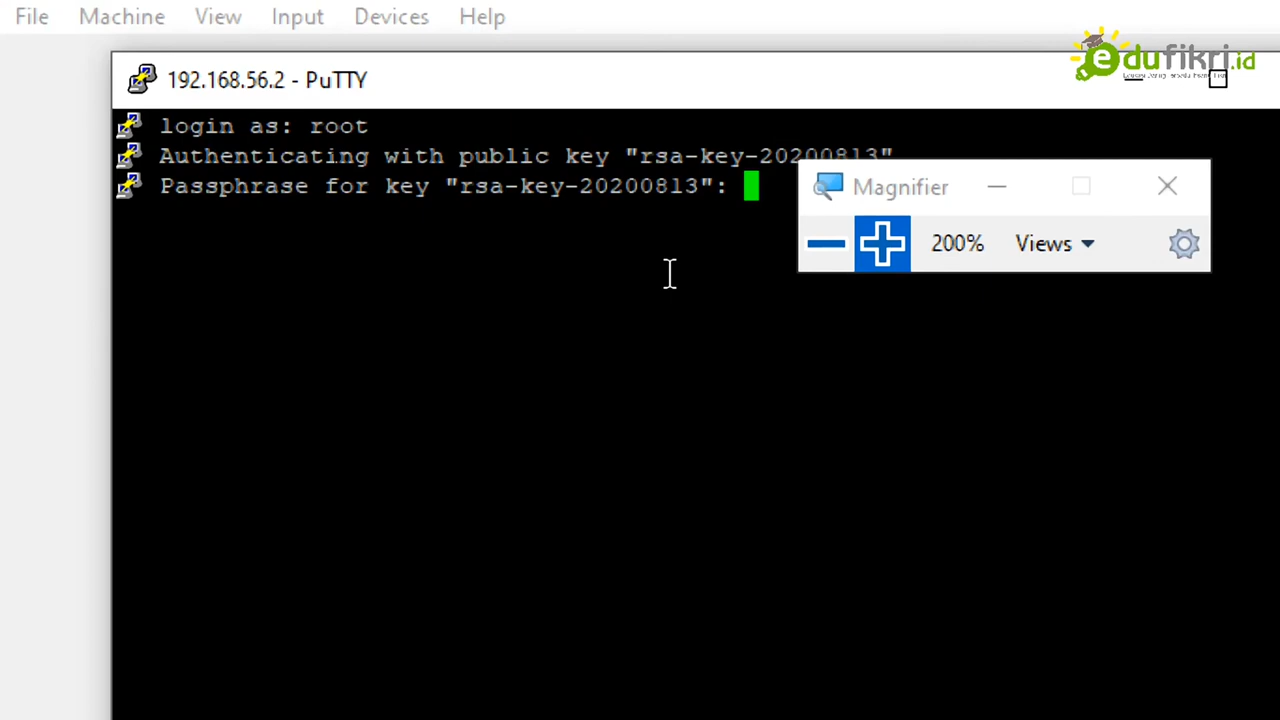 File Machine View Input Devices Help
edufikri.id
192.168.56.2 - PuTTY
login as: root
Authenticating with public key "rsa-key-20200813"
Passphrase for key "rsa-key-20200813":
Magnifier
200% Views